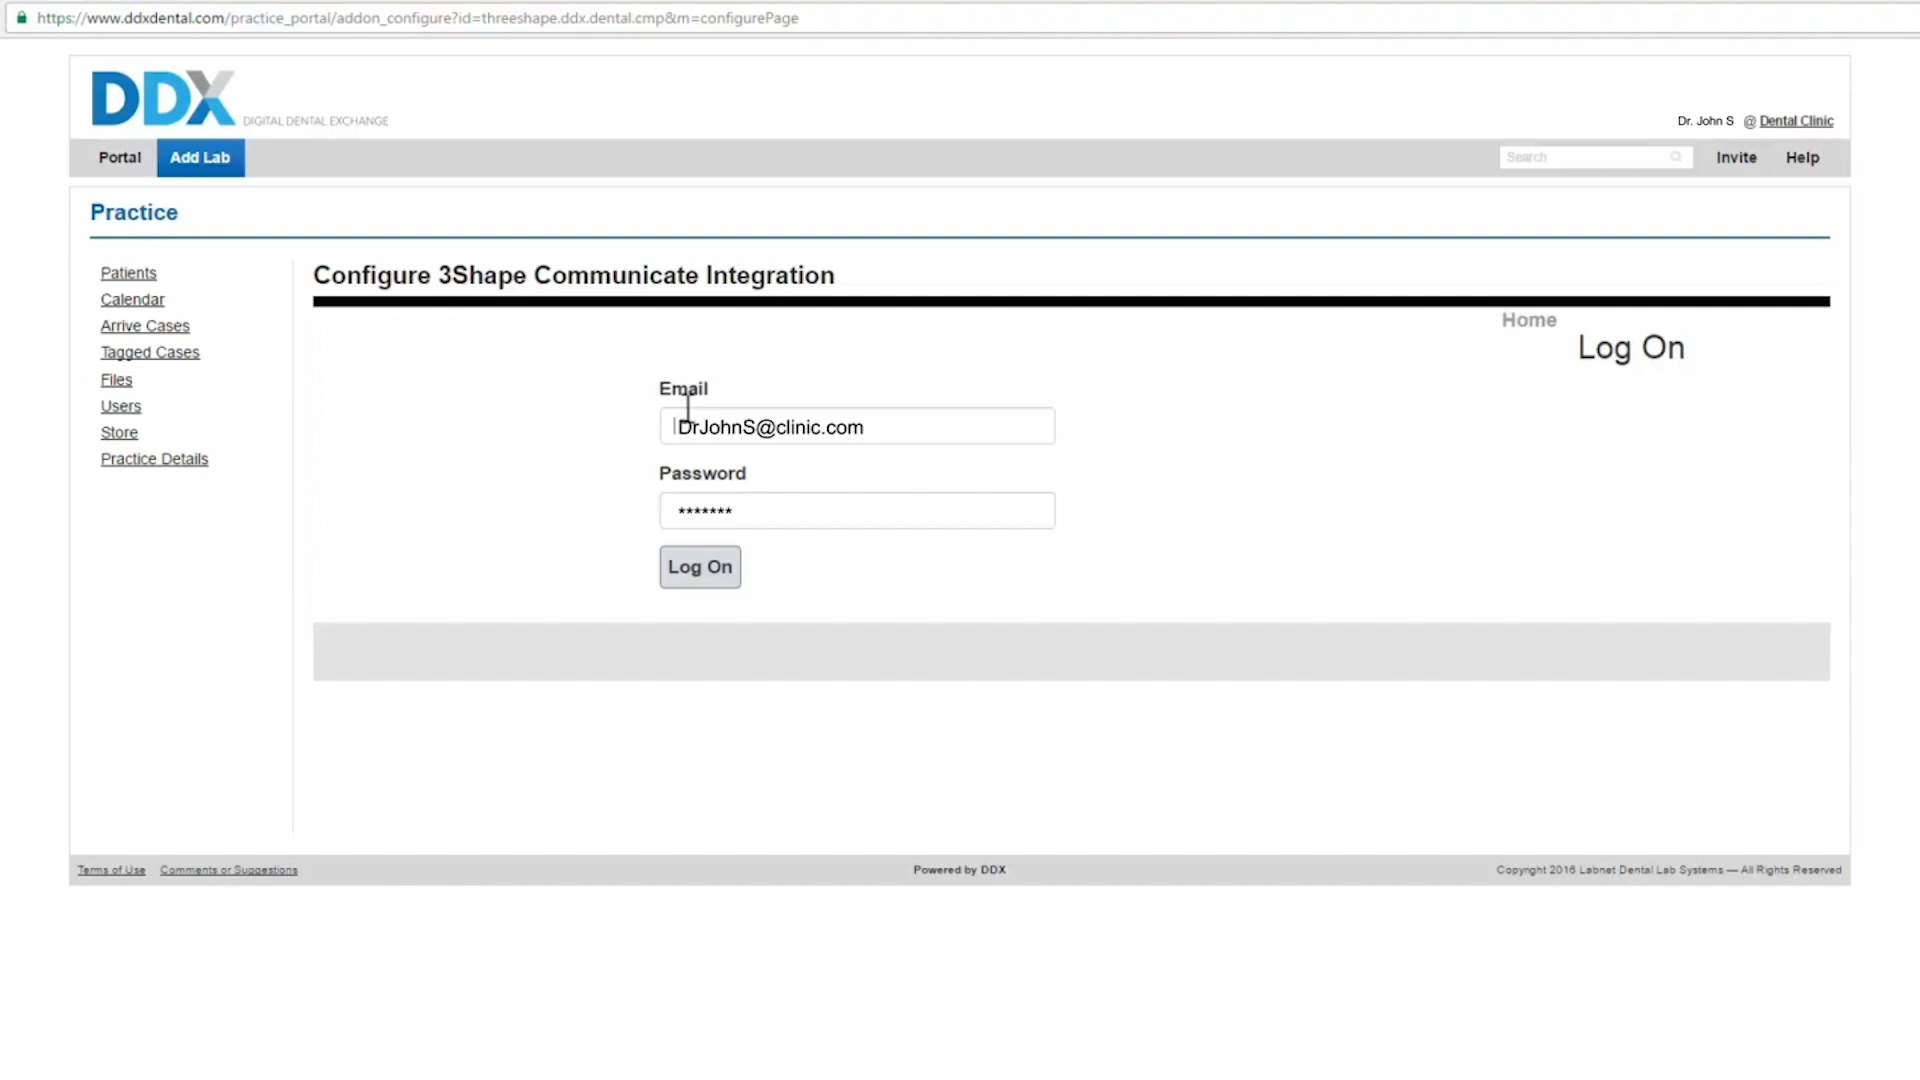 https://www.ddxdental.com/practice_portal/addon_configure?id=threeshape.ddx.dental.cmp&m=configurePage
DDX DIGITAL DENTAL EXCHANGE
Dr. John S @ Dental Clinic
Portal Add Lab Search Invite Help
Practice
Configure 3Shape Communicate Integration
Home
Log On
Patients
Calendar
Arrive Cases
Tagged Cases
Files
Users
Store
Practice Details
Email
DrJohnS@clinic.com
Password
*******
Log On
Terms of Use Comments or Suggestions Powered by DDX Copyright 2016 Labnet Dental Lab Systems — All Rights Reserved